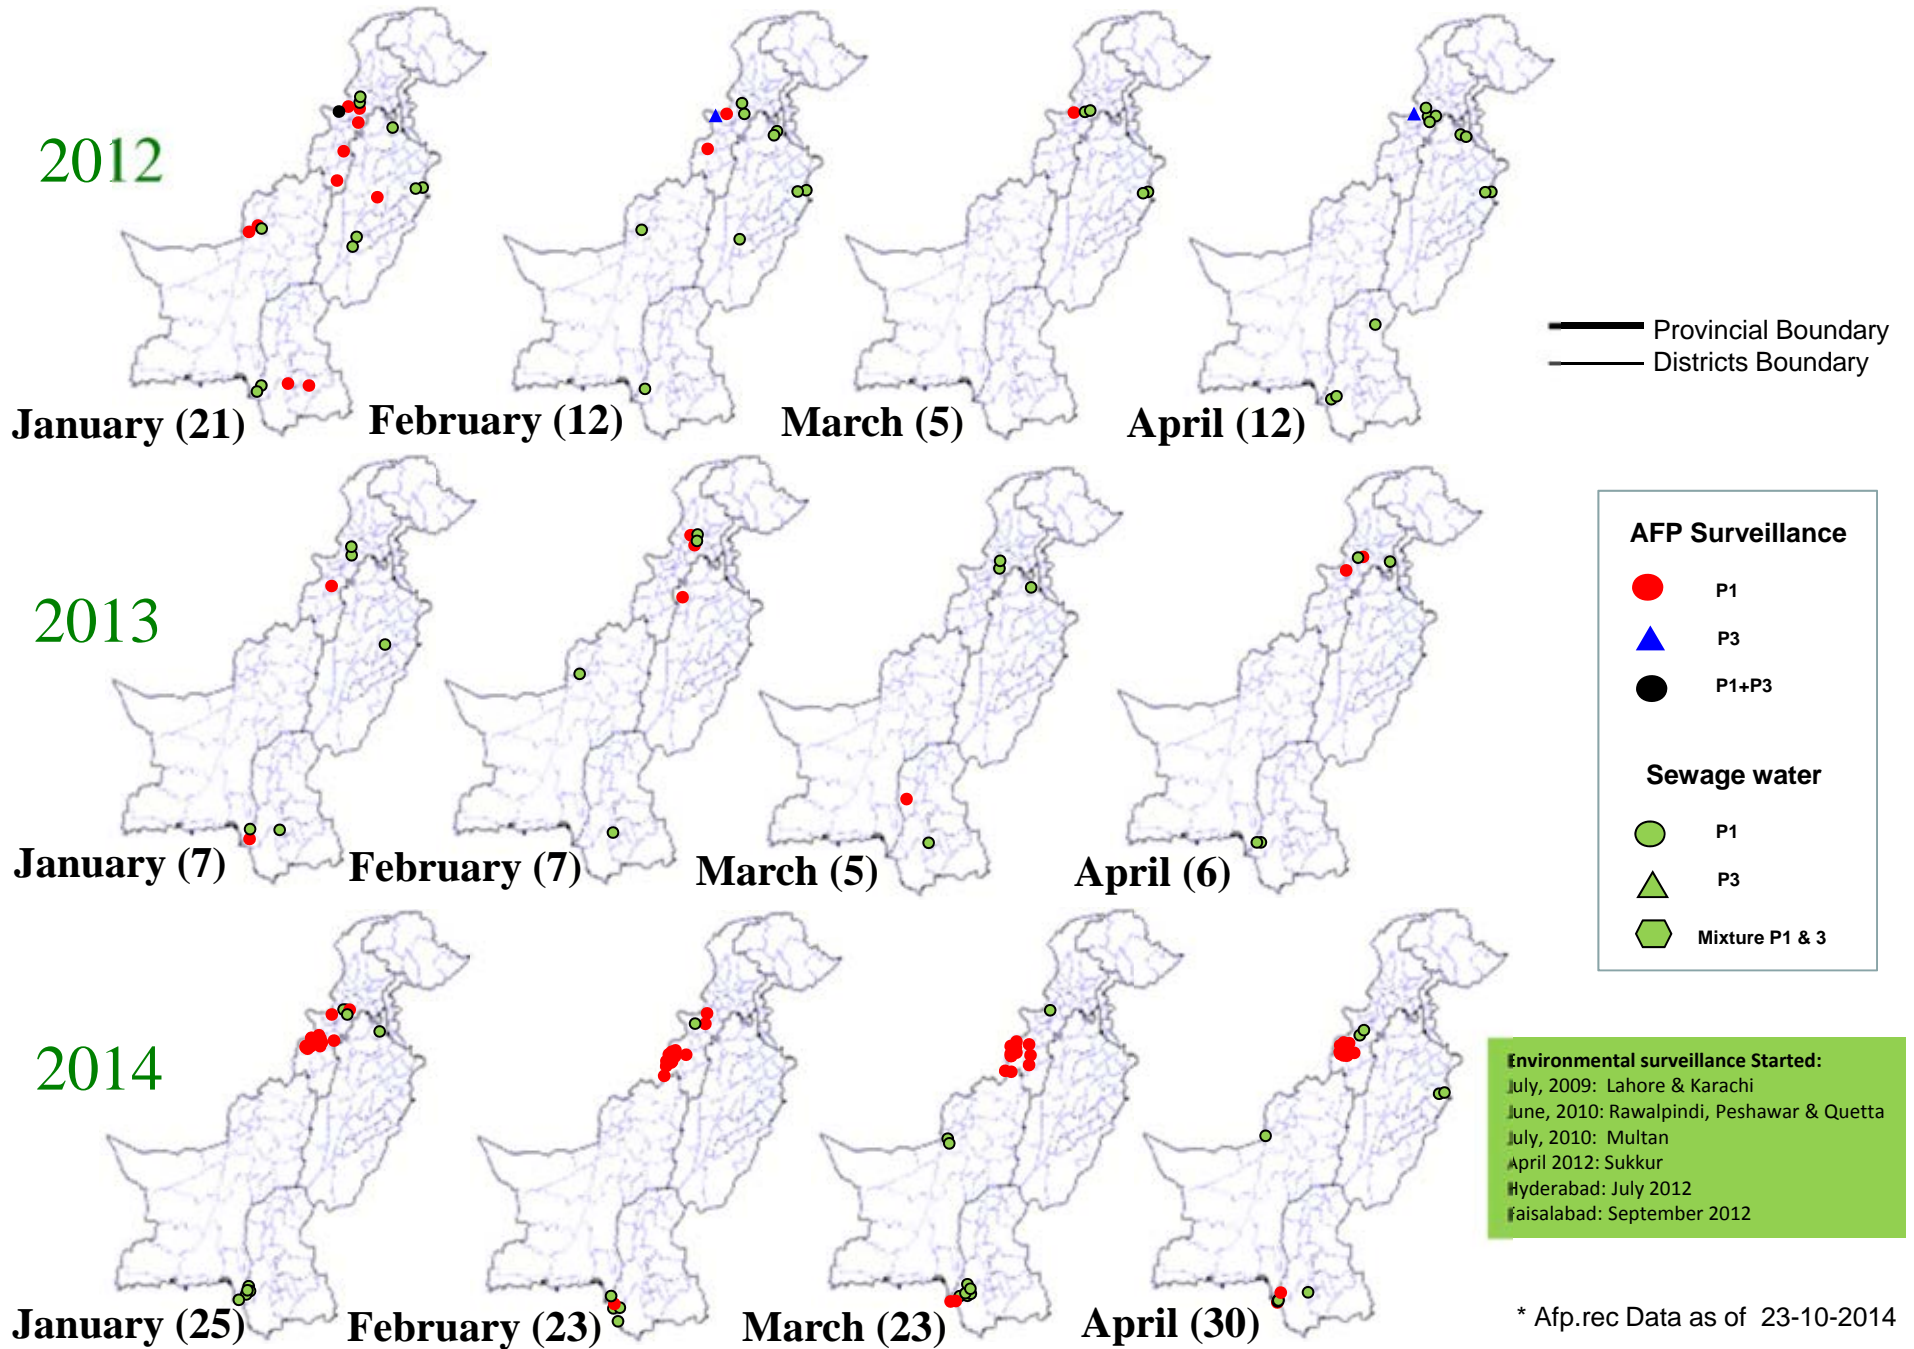 2012
January (21)
February (12)
March (5)
April (12)
Provincial Boundary
Districts Boundary
2013
January (7)
February (7)
March (5)
April (6)
AFP Surveillance
P1
P3
P1+P3
Sewage water
P1
P3
Mixture P1 & 3
2014
January (25)
February (23)
March (23)
April (30)
Environmental surveillance Started:
July, 2009: Lahore & Karachi
June, 2010: Rawalpindi, Peshawar & Quetta
July, 2010: Multan
April 2012: Sukkur
Hyderabad: July 2012
Faisalabad: September 2012
* Afp.rec Data as of 23-10-2014